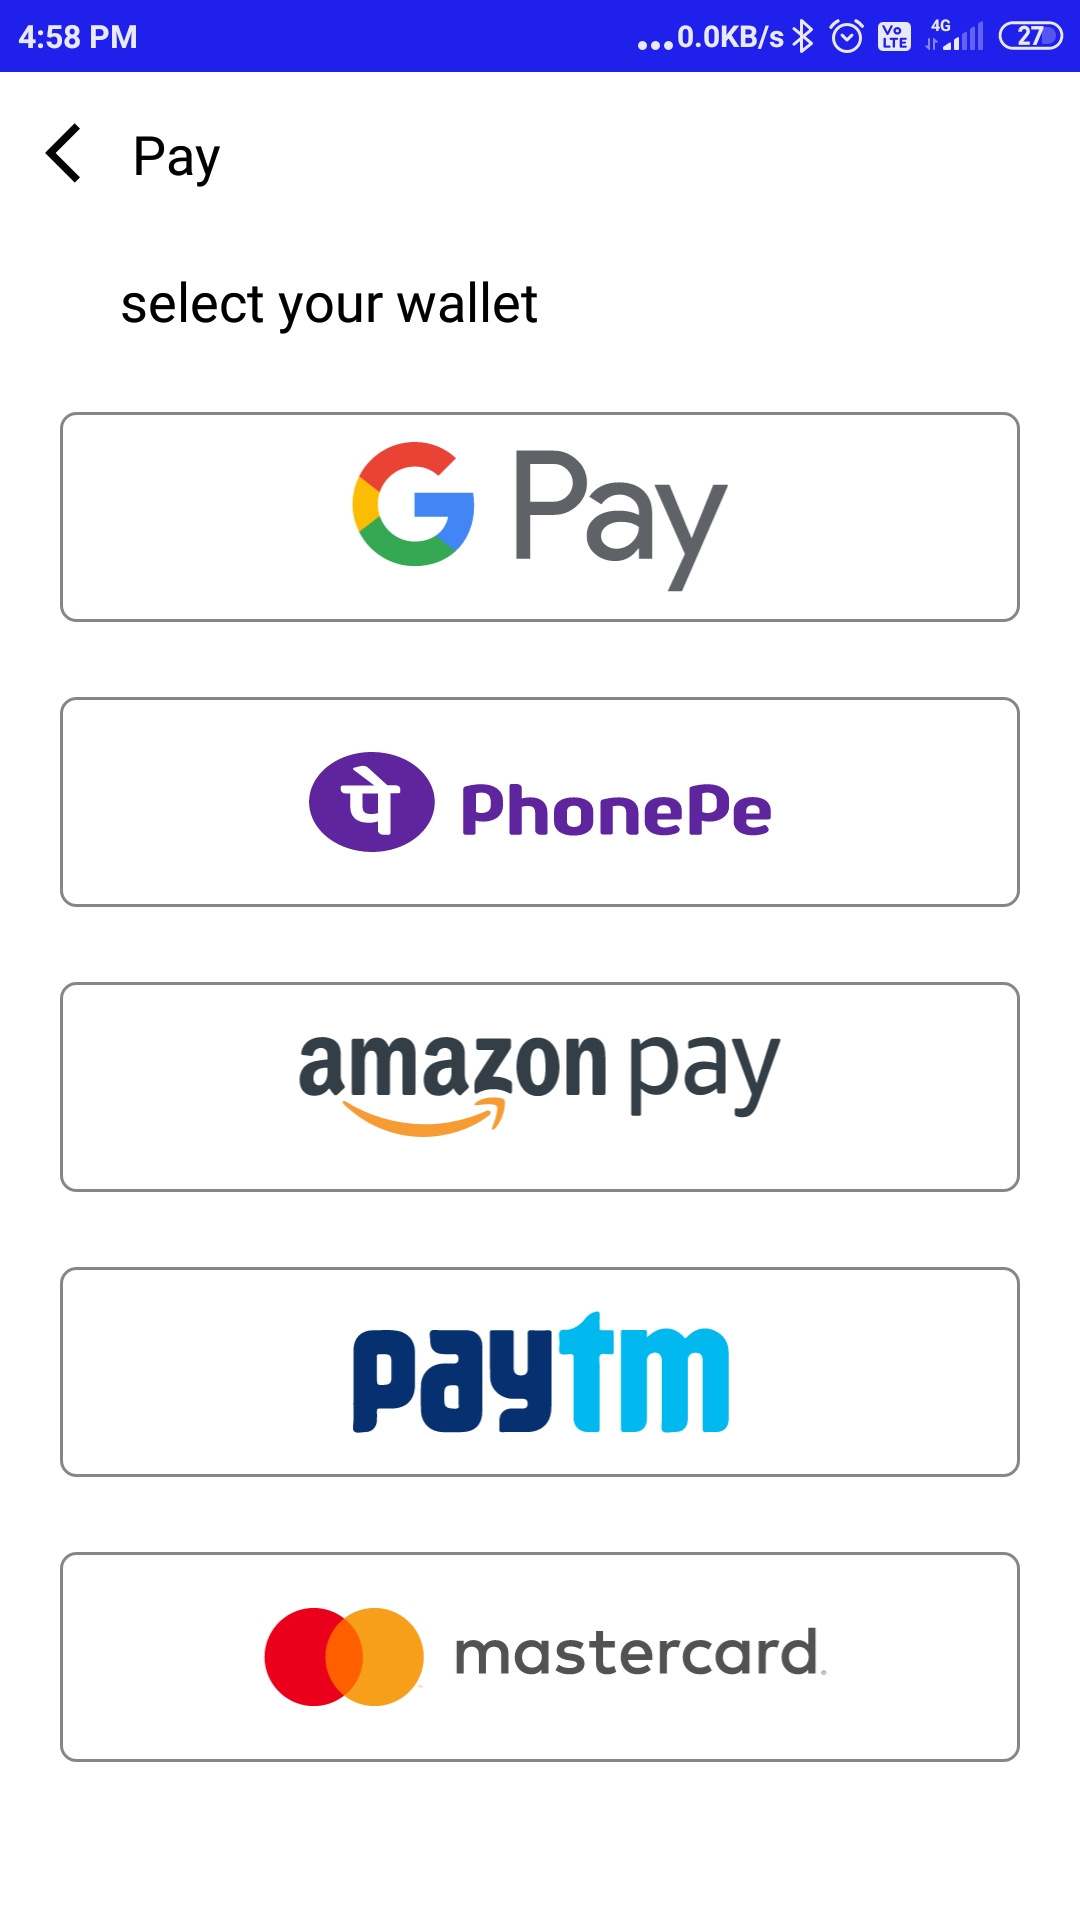 4:58 PM ...0.0KB/s Vo LTE 4G 27
Pay
select your wallet
G Pay
पे PhonePe
amazon pay
paytm
mastercard.